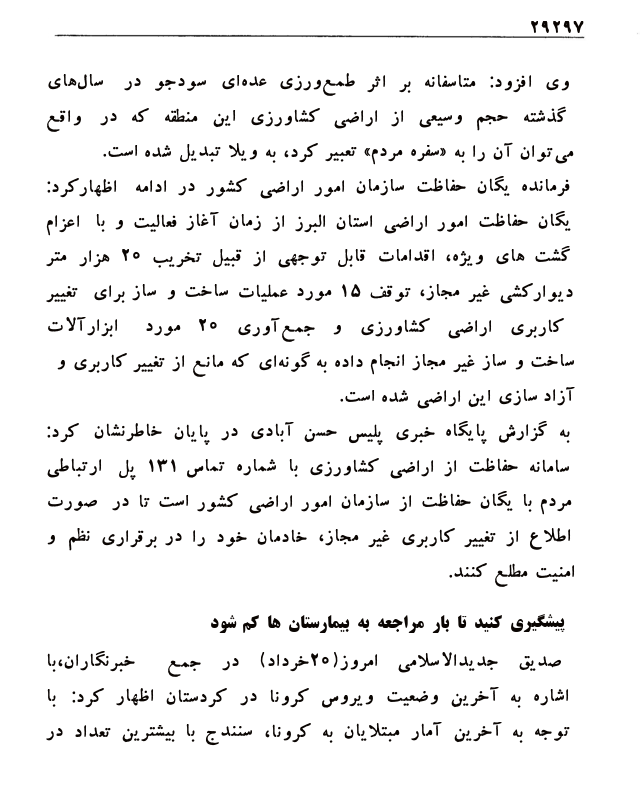 ۲۹۲۹۷
وی افزود: متاسفانه بر اثر طمع‌ورزی عده‌ای سودجو در سال‌های
گذشته حجم وسیعی از اراضی کشاورزی این منطقه که در واقع
می‌توان آن را به «سفره مردم» تعبیر کرد، به ویلا تبدیل شده است.
فرمانده یگان حفاظت سازمان امور اراضی کشور در ادامه اظهارکرد:
یگان حفاظت امور اراضی استان البرز از زمان آغاز فعالیت و با اعزام
گشت های ویژه، اقدامات قابل توجهی از قبیل تخریب ۲۰ هزار متر
دیوارکشی غیر مجاز، توقف ۱۵ مورد عملیات ساخت و ساز برای تغییر
کاربری اراضی کشاورزی و جمع‌آوری ۲۰ مورد ابزارآلات
ساخت و ساز غیر مجاز انجام داده به گونه‌ای که مانع از تغییر کاربری و
آزاد سازی این اراضی شده است.
به گزارش پایگاه خبری پلیس حسن آبادی در پایان خاطرنشان کرد:
سامانه حفاظت از اراضی کشاورزی با شماره تماس ۱۳۱ پل ارتباطی
مردم با یگان حفاظت از سازمان امور اراضی کشور است تا در صورت
اطلاع از تغییر کاربری غیر مجاز، خادمان خود را در برقراری نظم و
امنیت مطلع کنند.
پیشگیری کنید تا بار مراجعه به بیمارستان ها کم شود
صدیق جدیدالاسلامی امروز(۲۰خرداد) در جمع خبرنگاران،با
اشاره به آخرین وضعیت ویروس کرونا در کردستان اظهار کرد: با
توجه به آخرین آمار مبتلایان به کرونا، سنندج با بیشترین تعداد در